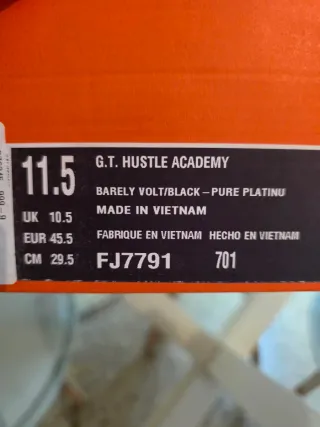 11.5
G.T. HUSTLE ACADEMY
BARELY VOLT/BLACK – PURE PLATINU
UK 10.5
MADE IN VIETNAM
EUR 45.5
FABRIQUE EN VIETNAM HECHO EN VIETNAM
CM 29.5
FJ7791 701